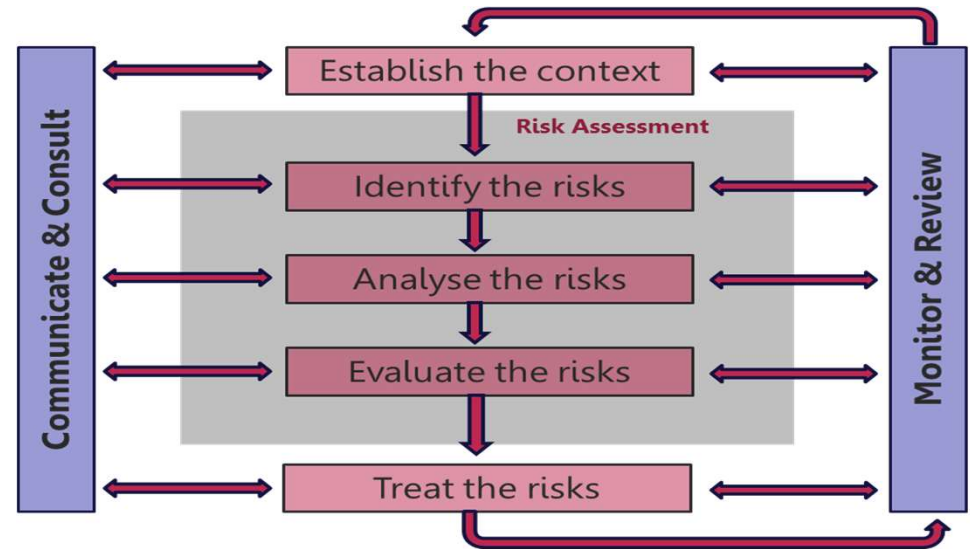 Establish the context
Risk Assessment
Identify the risks
Analyse the risks
Evaluate the risks
Treat the risks
Communicate & Consult
Monitor & Review